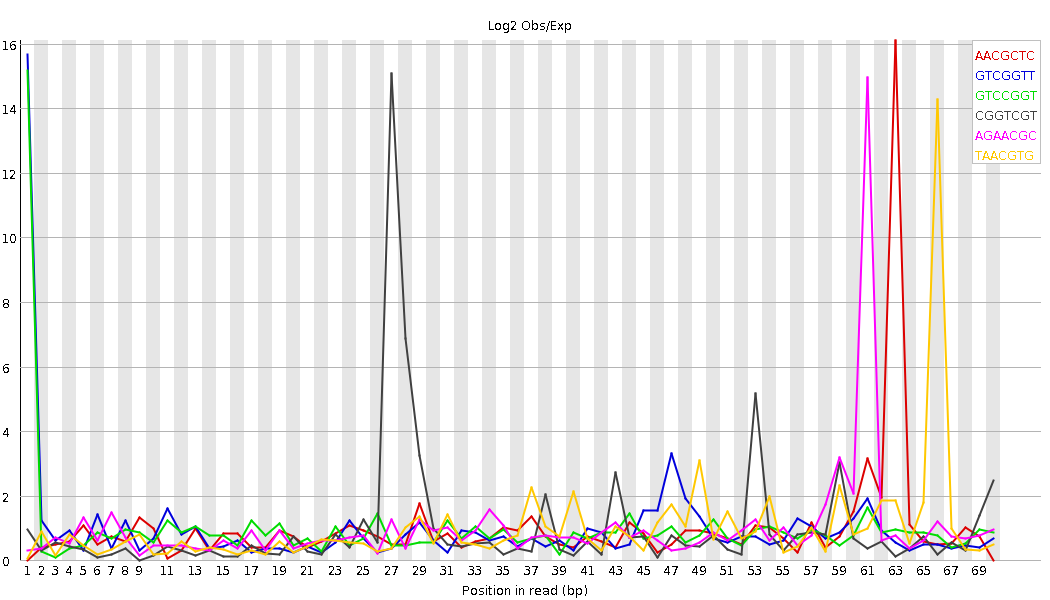 Log2 Obs/Exp
16
14
12
10
8
6
4
2
0
AACGCTC
GTCGGTT
GTCCGGT
CGGTCGT
AGAACGC
TAACGTG
1 2 3 4 5 6 7 8 9 11 13 15 17 19 21 23 25 27 29 31 33 35 37 39 41 43 45 47 49 51 53 55 57 59 61 63 65 67 69
Position in read (bp)